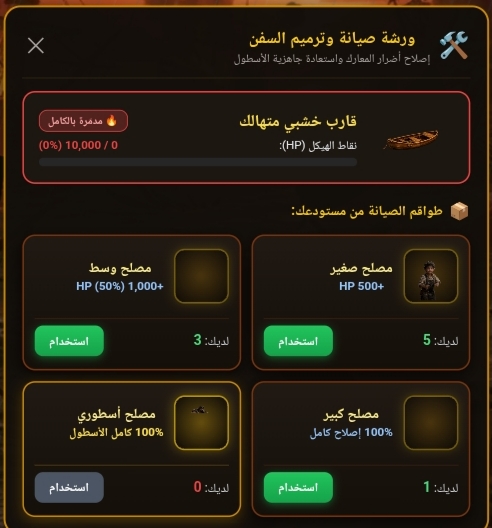 ورشة صيانة وترميم السفن
إصلاح أضرار المعارك واستعادة جاهزية الأسطول
قارب خشبي متهالك
🔥 مدمرة بالكامل
نقاط الهيكل (HP):
0 / 10,000 (0%)
طواقم الصيانة من مستودعك:
مصلح صغير
+500 HP
لديك: 5
استخدام
مصلح وسط
+1,000 (50%) HP
لديك: 3
استخدام
مصلح كبير
100% إصلاح كامل
لديك: 1
استخدام
مصلح أسطوري
100% كامل الأسطول
لديك: 0
استخدام